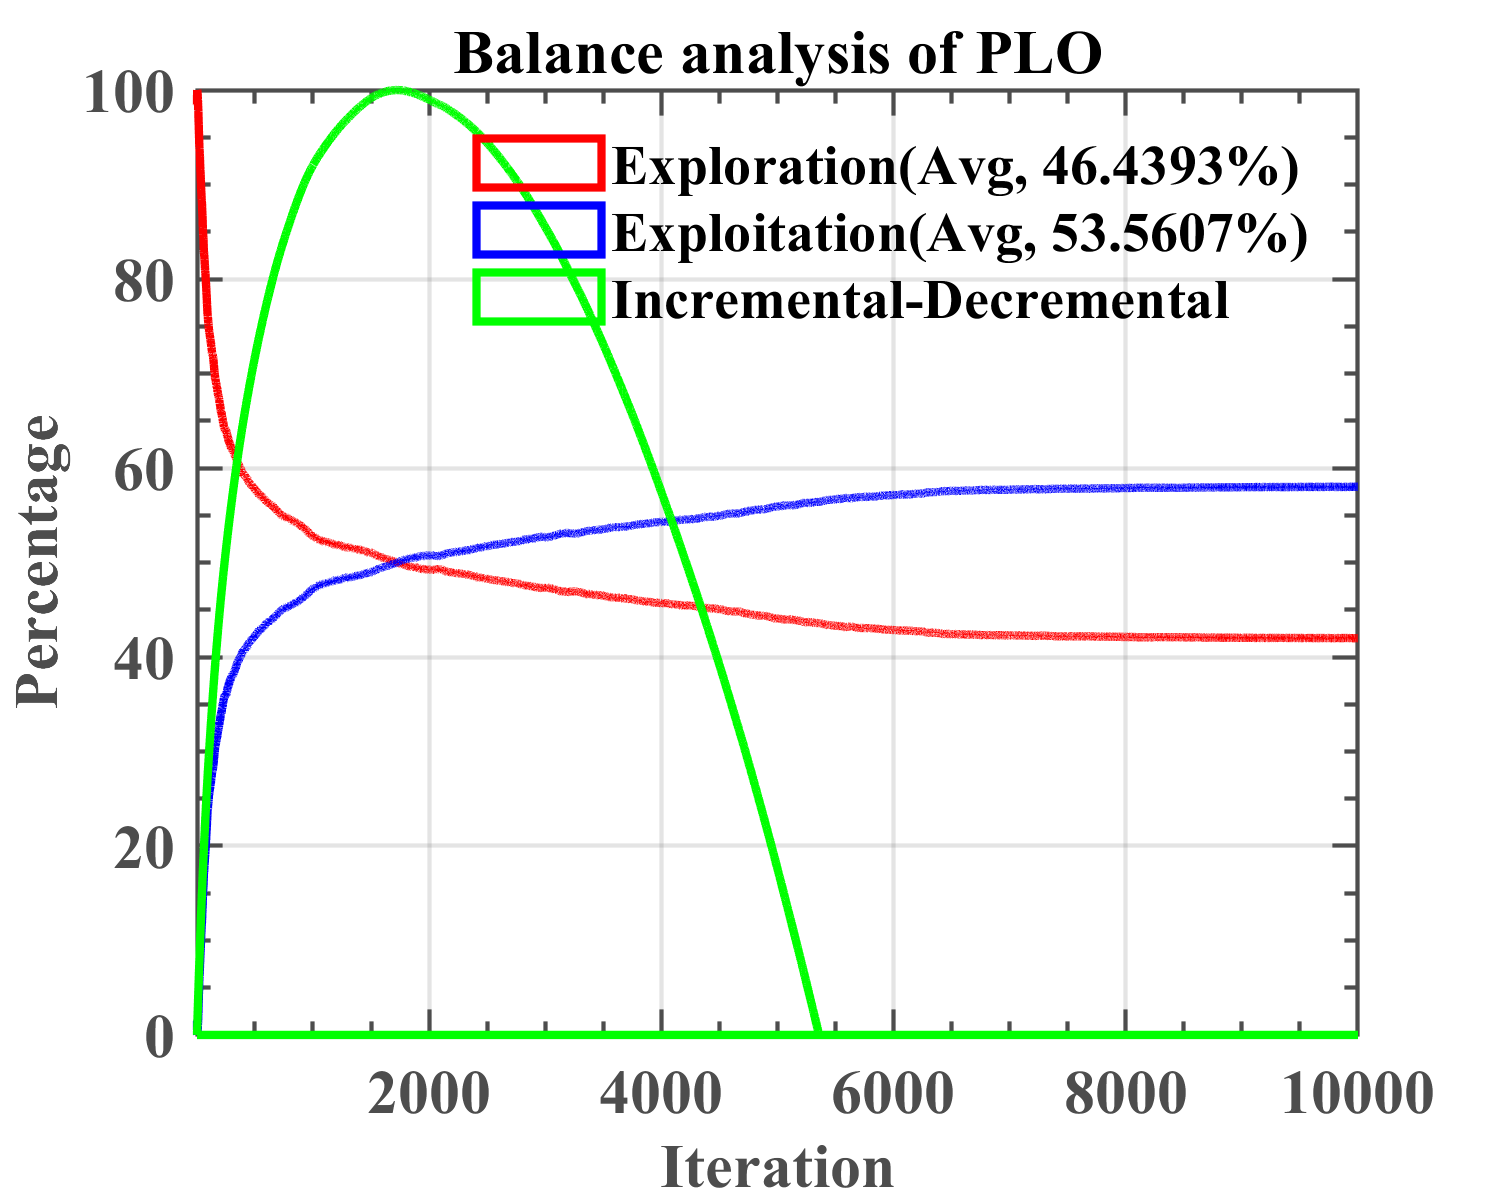 Balance analysis of PLO
100
80
60
40
20
0
Percentage
Exploration(Avg, 46.4393%)
Exploitation(Avg, 53.5607%)
Incremental-Decremental
2000 4000 6000 8000 10000
Iteration